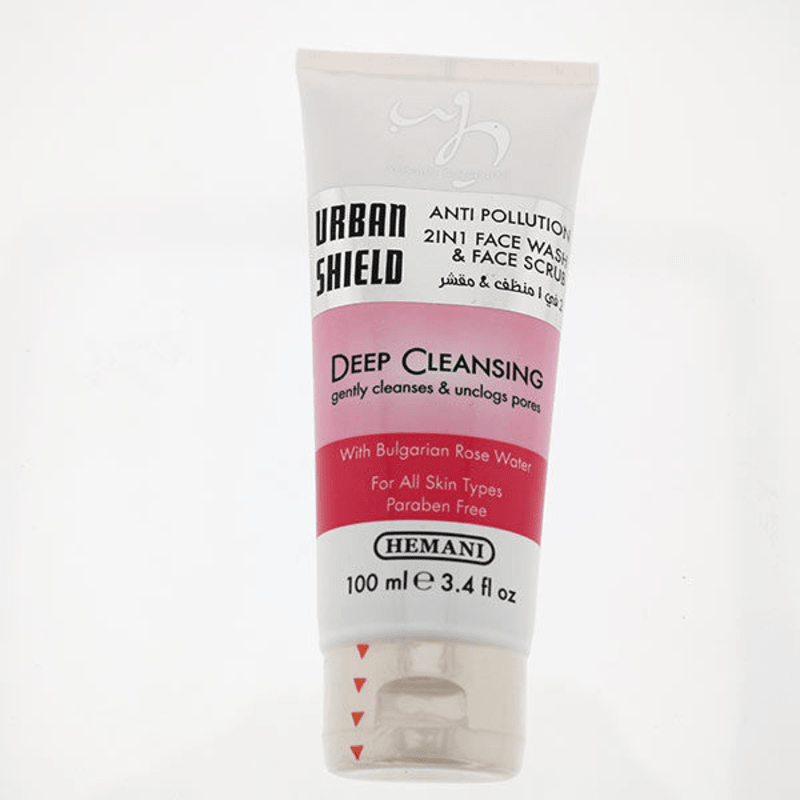 URBAN
SHIELD
ANTI POLLUTION
2IN1 FACE WASH
& FACE SCRUB
2 في 1 منظف & مقشر
DEEP CLEANSING
gently cleanses & unclogs pores
With Bulgarian Rose Water
For All Skin Types
Paraben Free
HEMANI
100 ml e 3.4 fl oz